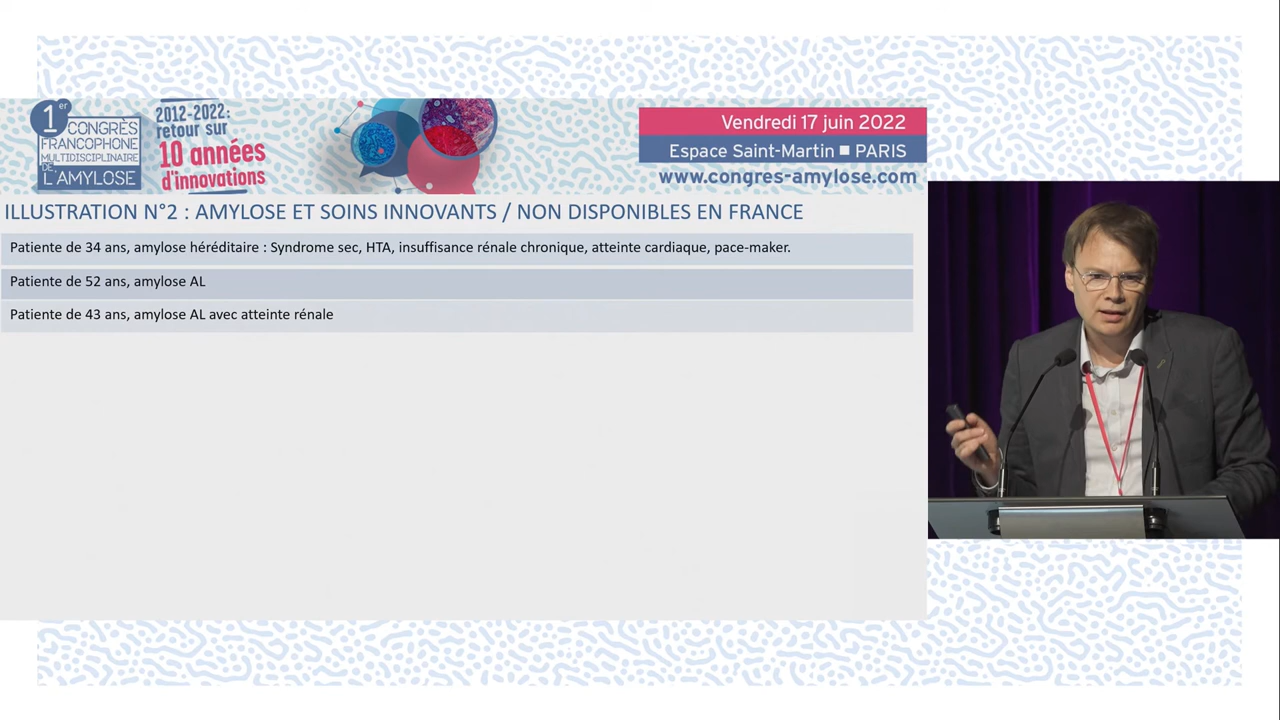 1er
CONGRÈS
FRANCOPHONE
MULTIDISCIPLINAIRE
DE
L'AMYLOSE
2012-2022:
retour sur
10 années
d'innovations
Vendredi 17 juin 2022
Espace Saint-Martin ■ PARIS
www.congres-amylose.com
ILLUSTRATION N°2 : AMYLOSE ET SOINS INNOVANTS / NON DISPONIBLES EN FRANCE
Patiente de 34 ans, amylose héréditaire : Syndrome sec, HTA, insuffisance rénale chronique, atteinte cardiaque, pace-maker.
Patiente de 52 ans, amylose AL
Patiente de 43 ans, amylose AL avec atteinte rénale